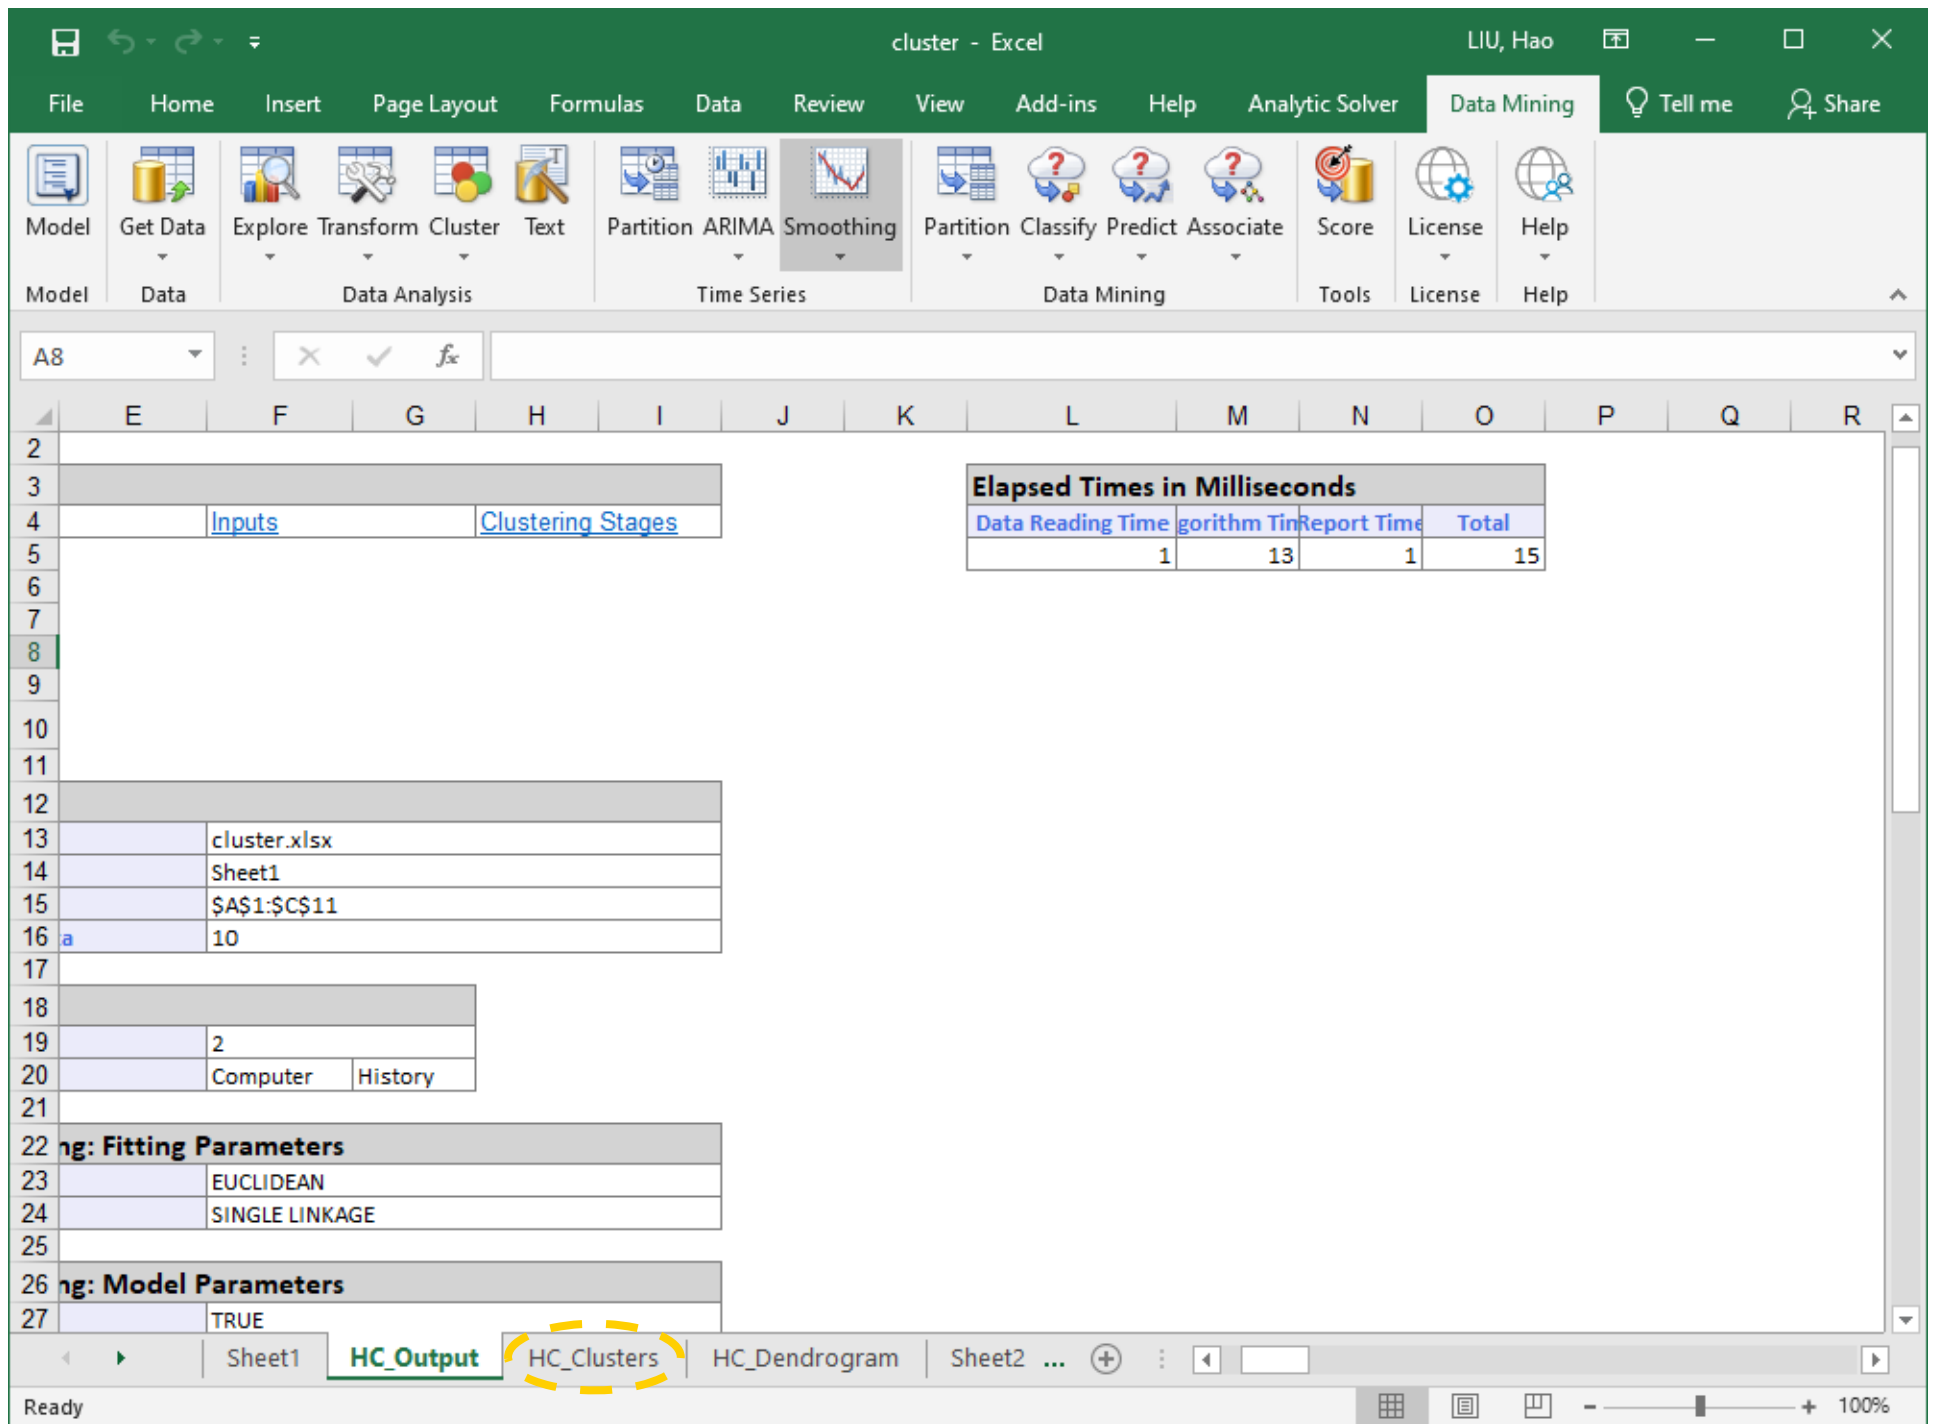 cluster - Excel
LIU, Hao
File Home Insert Page Layout Formulas Data Review View Add-ins Help Analytic Solver Data Mining Tell me Share
Model Get Data Explore Transform Cluster Text Partition ARIMA Smoothing Partition Classify Predict Associate Score License Help
Model Data Data Analysis Time Series Data Mining Tools License Help
A8 fx
E F G H I J K L M N O P Q R
2
3 Elapsed Times in Milliseconds
4 Inputs Clustering Stages Data Reading Time gorithm Tim Report Time Total
5 1 13 1 15
6
7
8
9
10
11
12
13 cluster.xlsx
14 Sheet1
15 $A$1:$C$11
16 a 10
17
18
19 2
20 Computer History
21
22 ng: Fitting Parameters
23 EUCLIDEAN
24 SINGLE LINKAGE
25
26 ng: Model Parameters
27 TRUE
Sheet1 HC_Output HC_Clusters HC_Dendrogram Sheet2 ...
Ready 100%